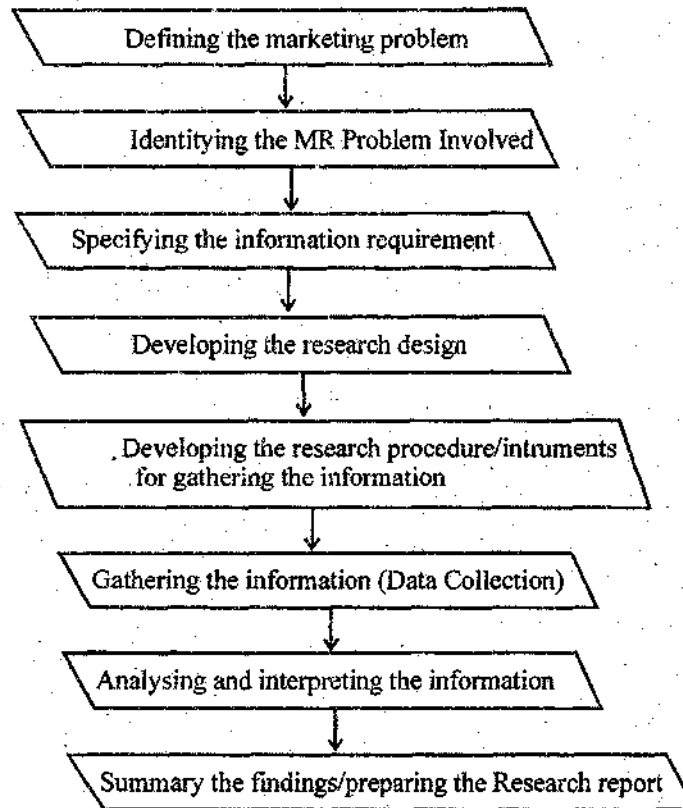 Defining the marketing problem
Identitying the MR Problem Involved
Specifying the information requirement
Developing the research design
Developing the research procedure/intruments
for gathering the information
Gathering the information (Data Collection)
Analysing and interpreting the information
Summary the findings/preparing the Research report